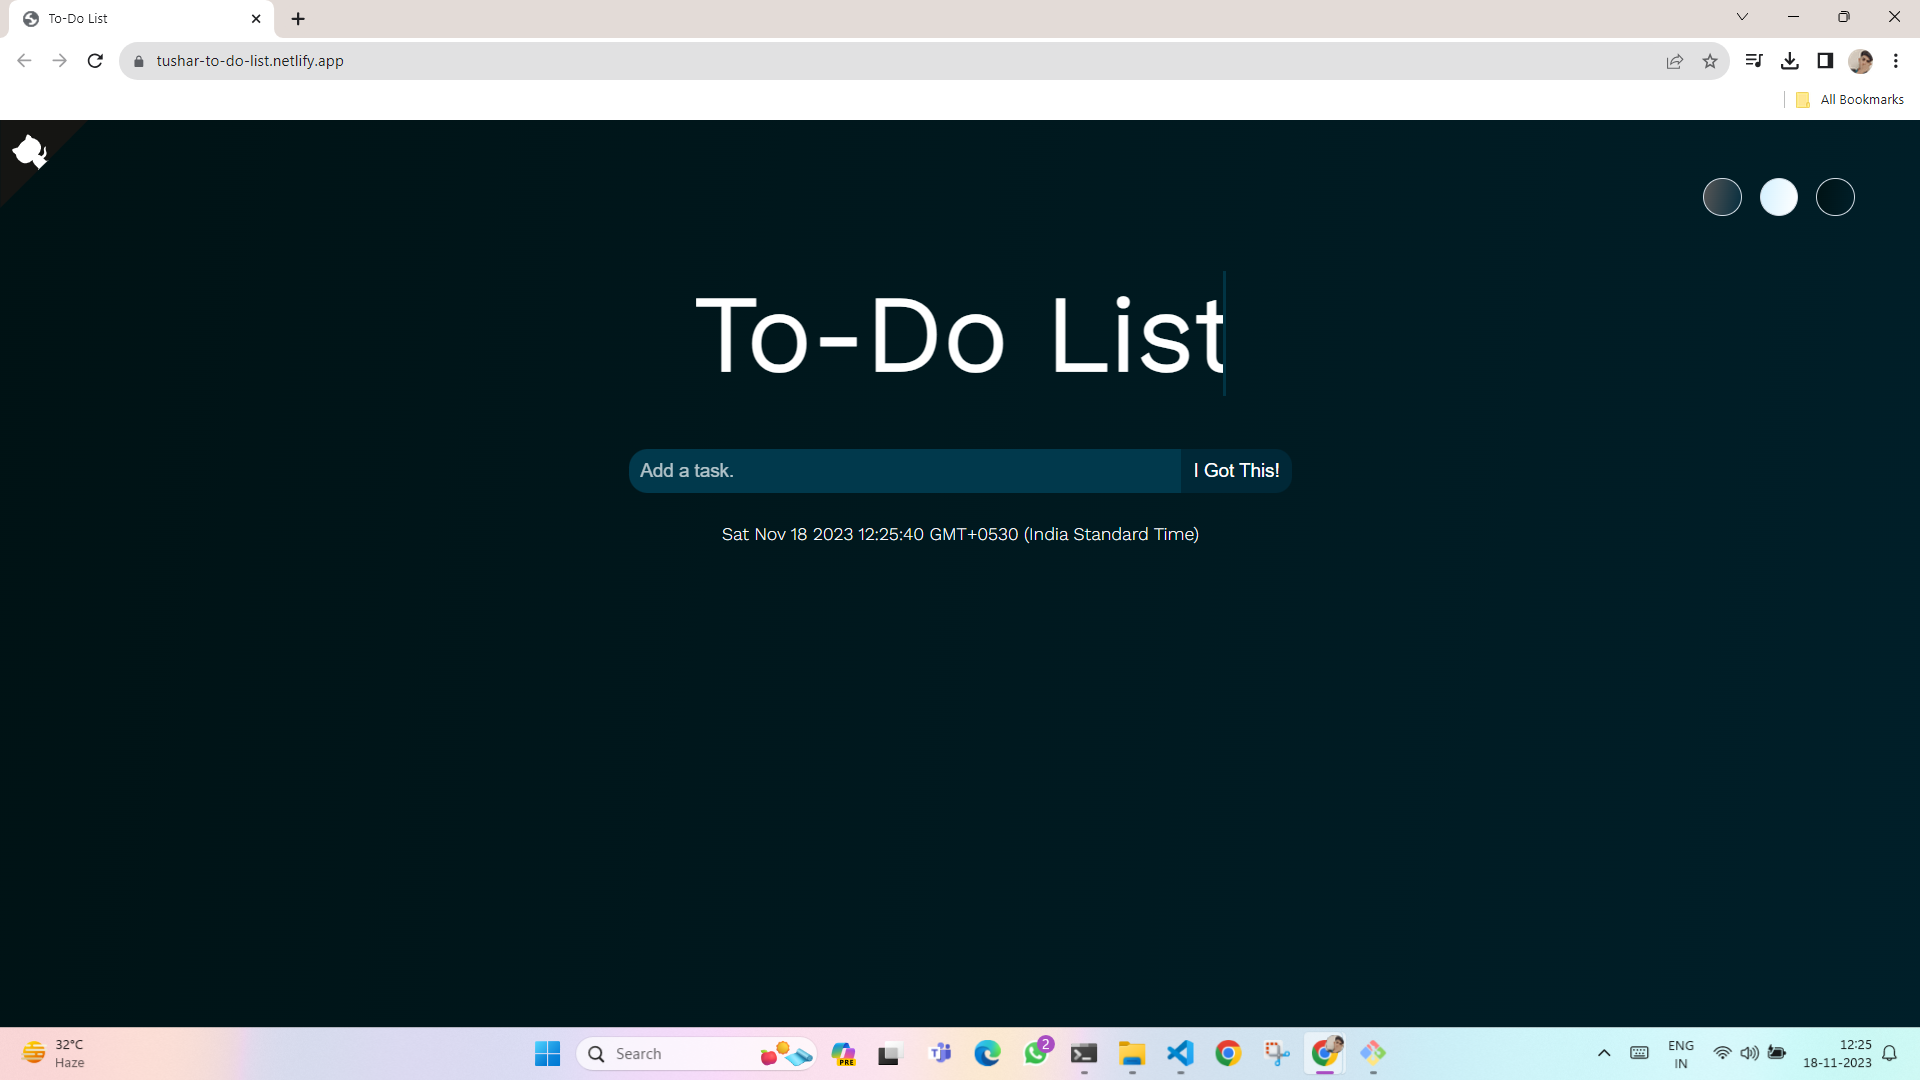 To-Do List
tushar-to-do-list.netlify.app
All Bookmarks
To-Do List
Add a task.
I Got This!
Sat Nov 18 2023 12:25:40 GMT+0530 (India Standard Time)
32°C
Haze
Search
PRE
2
ENG
IN
12:25
18-11-2023